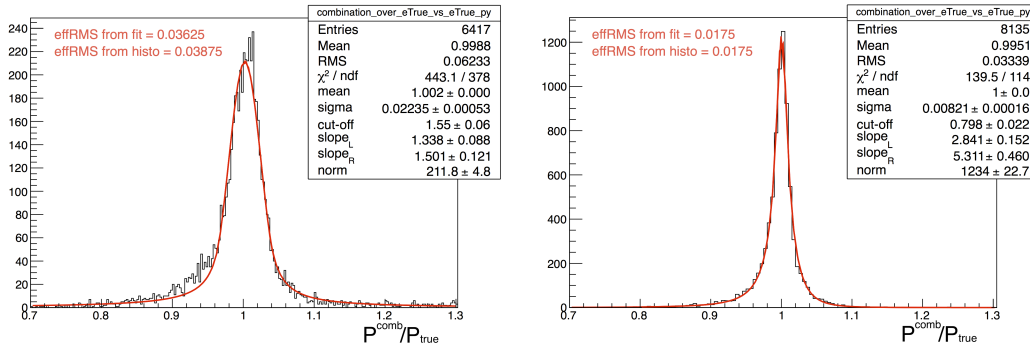 combination_over_eTrue_vs_eTrue_py
Entries 6417
Mean 0.9988
RMS 0.06233
χ² / ndf 443.1 / 378
mean 1.002 ± 0.000
sigma 0.02235 ± 0.00053
cut-off 1.55 ± 0.06
slope_L 1.338 ± 0.088
slope_R 1.501 ± 0.121
norm 211.8 ± 4.8
effRMS from fit = 0.03625
effRMS from histo = 0.03875
240
220
200
180
160
140
120
100
80
60
40
20
0
0.7 0.8 0.9 1 1.1 1.2 1.3
P^comb/P_true
combination_over_eTrue_vs_eTrue_py
Entries 8135
Mean 0.9951
RMS 0.03339
χ² / ndf 139.5 / 114
mean 1 ± 0.0
sigma 0.00821 ± 0.00016
cut-off 0.798 ± 0.022
slope_L 2.841 ± 0.152
slope_R 5.311 ± 0.460
norm 1234 ± 22.7
effRMS from fit = 0.0175
effRMS from histo = 0.0175
1200
1000
800
600
400
200
0
0.7 0.8 0.9 1 1.1 1.2 1.3
P^comb/P_true